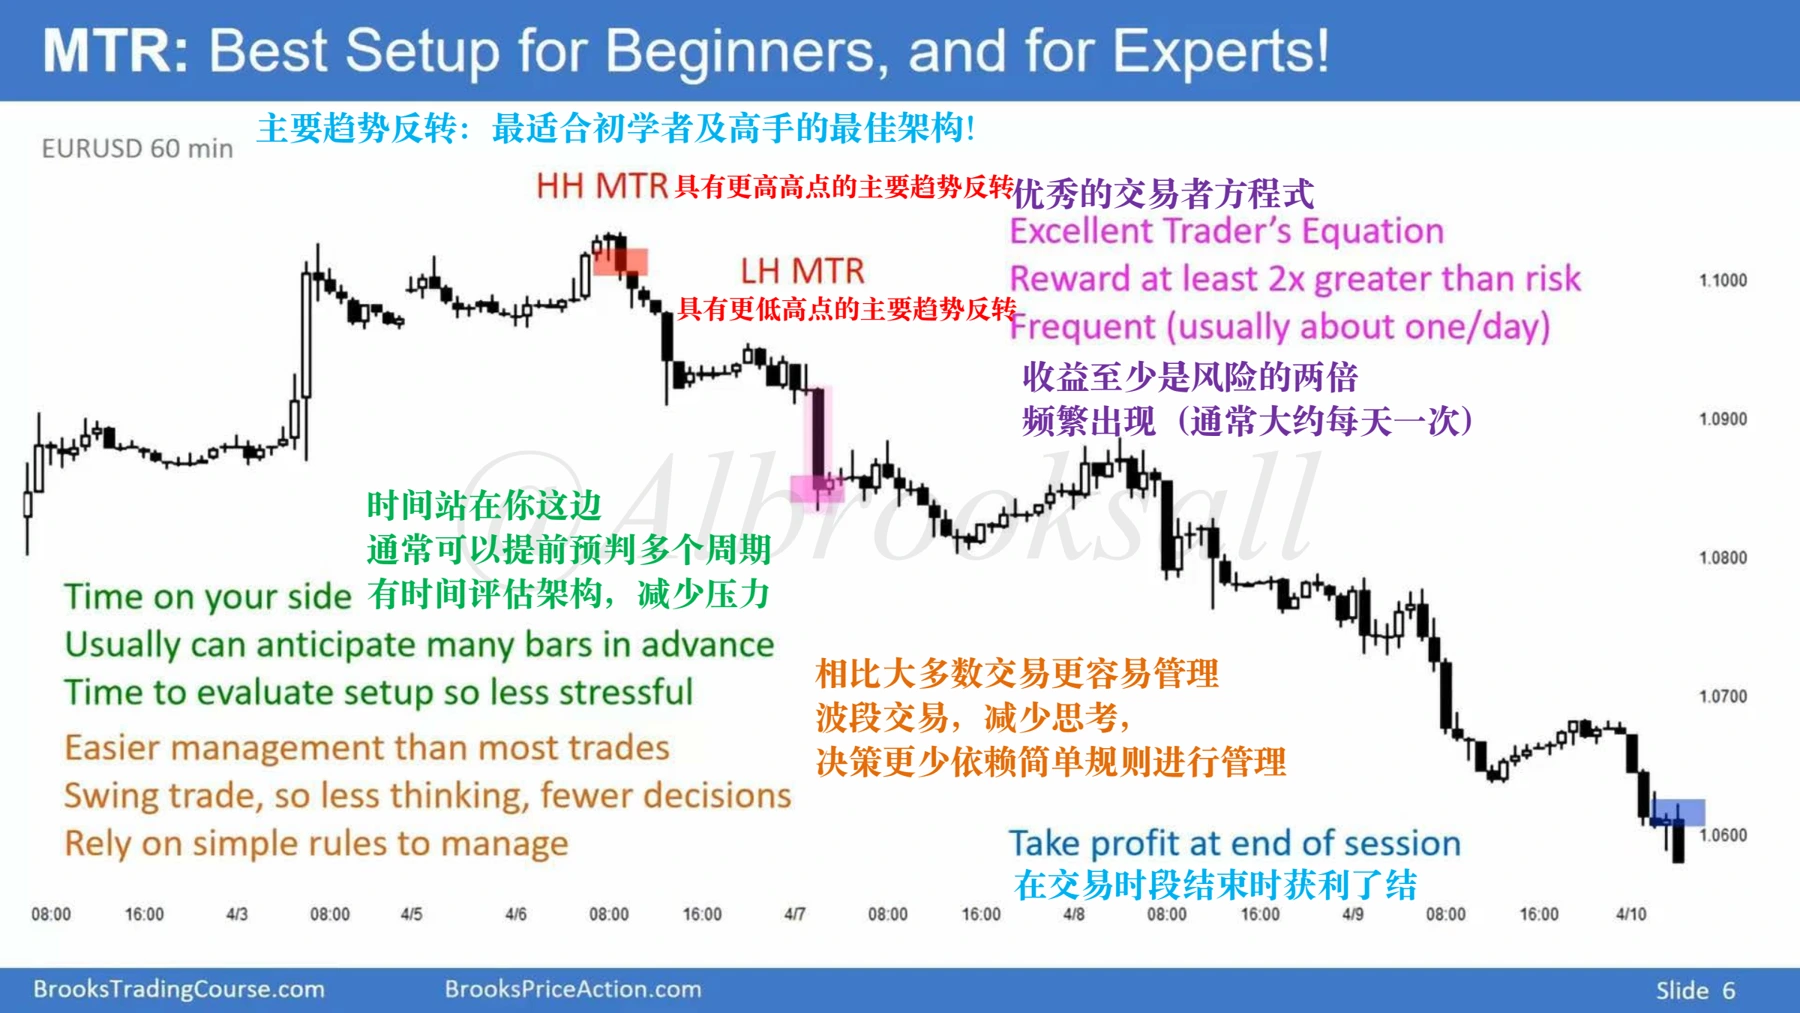 MTR: Best Setup for Beginners, and for Experts!
主要趋势反转：最适合初学者及高手的最佳架构！
EURUSD 60 min
HH MTR 具有更高高点的主要趋势反转
优秀的交易者方程式
Excellent Trader's Equation
LH MTR
Reward at least 2x greater than risk
具有更低高点的主要趋势反转
Frequent (usually about one/day)
收益至少是风险的两倍
频繁出现（通常大约每天一次）
1.1000
1.0900
1.0800
1.0700
1.0600
@Albrooksall
时间站在你这边
通常可以提前预判多个周期
有时间评估架构，减少压力
Time on your side
Usually can anticipate many bars in advance
Time to evaluate setup so less stressful
相比大多数交易更容易管理
波段交易，减少思考，
决策更少依赖简单规则进行管理
Easier management than most trades
Swing trade, so less thinking, fewer decisions
Rely on simple rules to manage
Take profit at end of session
在交易时段结束时获利了结
08:00 16:00 4/3 08:00 4/5 4/6 08:00 16:00 4/7 08:00 16:00 4/8 08:00 16:00 4/9 08:00 16:00 4/10
BrooksTradingCourse.com BrooksPriceAction.com Slide 6